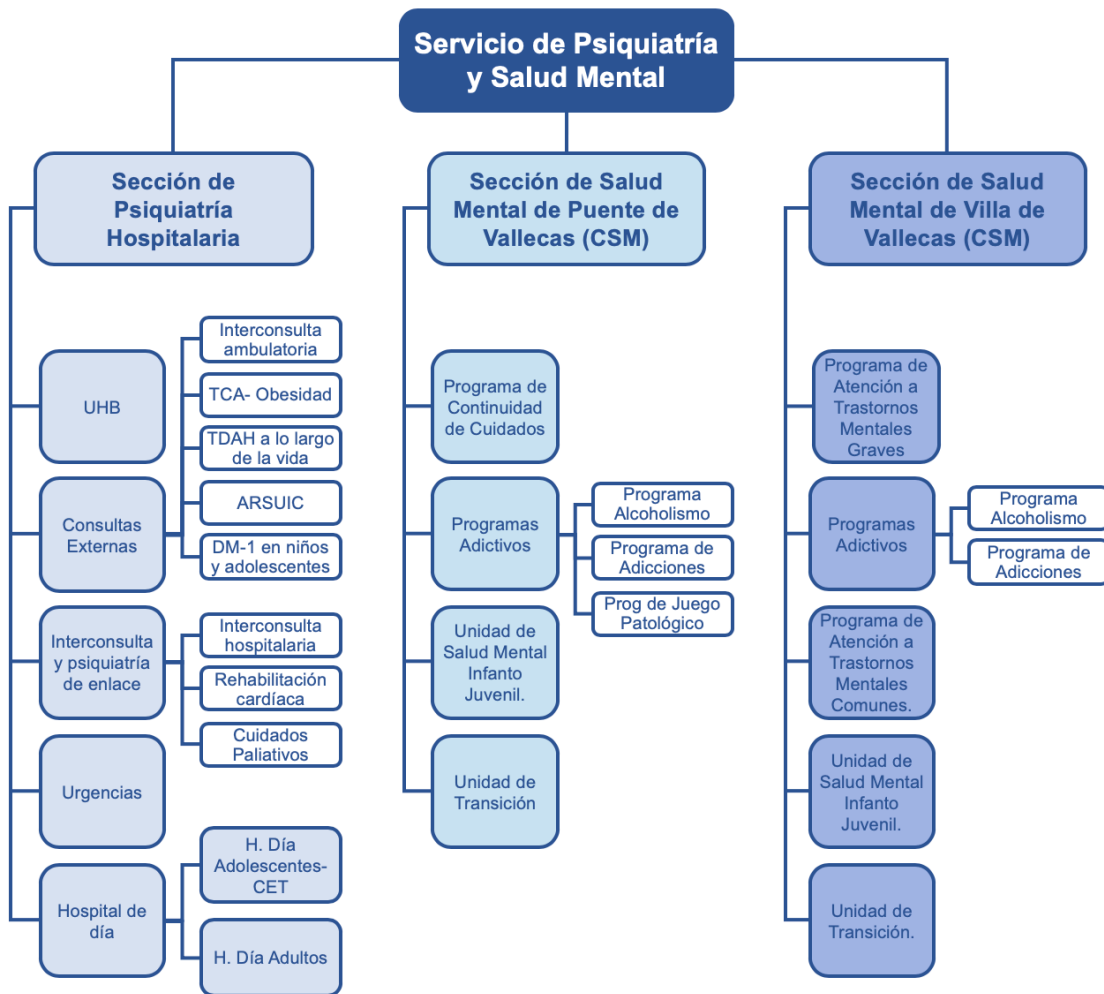 Servicio de Psiquiatría
y Salud Mental
Sección de
Psiquiatría
Hospitalaria
UHB
Consultas
Externas
Interconsulta
ambulatoria
TCA- Obesidad
TDAH a lo largo
de la vida
ARSUIC
DM-1 en niños
y adolescentes
Interconsulta
y psiquiatría
de enlace
Interconsulta
hospitalaria
Rehabilitación
cardíaca
Cuidados
Paliativos
Urgencias
Hospital de
día
H. Día
Adolescentes-
CET
H. Día Adultos
Sección de Salud
Mental de Puente de
Vallecas (CSM)
Programa de
Continuidad
de Cuidados
Programas
Adictivos
Programa
Alcoholismo
Programa de
Adicciones
Prog de Juego
Patológico
Unidad de
Salud Mental
Infanto
Juvenil.
Unidad de
Transición
Sección de Salud
Mental de Villa de
Vallecas (CSM)
Programa de
Atención a
Trastornos
Mentales
Graves
Programas
Adictivos
Programa
Alcoholismo
Programa de
Adicciones
Programa de
Atención a
Trastornos
Mentales
Comunes.
Unidad de
Salud Mental
Infanto
Juvenil.
Unidad de
Transición.